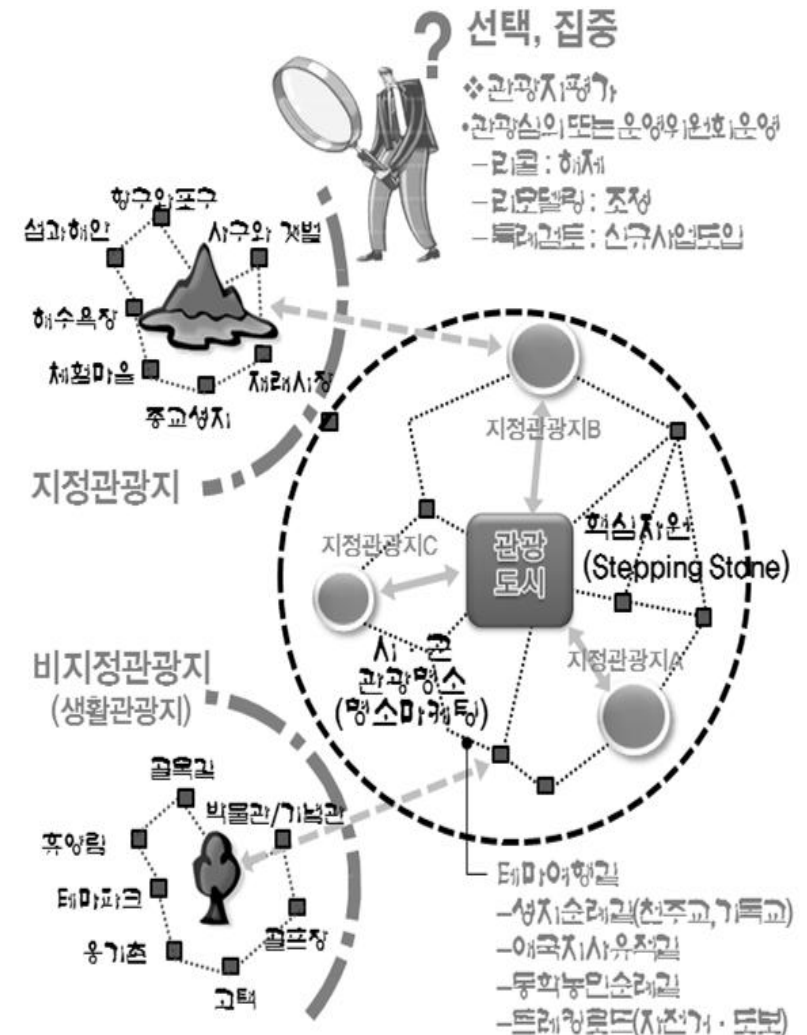 ?
선택, 집중
❖관광지평가
•관광심의 또는 운영위원회운영
–리콜 : 해제
–리모델링 : 조정
–특례검토 : 신규사업도입
항구와포구
섬과해안
사구와 갯벌
해수욕장
체험마을
재래시장
종교성지
지정관광지
지정관광지B
지정관광지C
관광
도시
핵심자원
(Stepping Stone)
시 군
관광명소
(명소마케팅)
지정관광지A
비지정관광지
(생활관광지)
골목길
박물관/기념관
휴양림
테마파크
골프장
옹기촌
고택
테마여행길
–성지순례길(천주교,기독교)
–애국지사유적길
–동학농민순례길
–트레킹로드(자전거 · 도보)